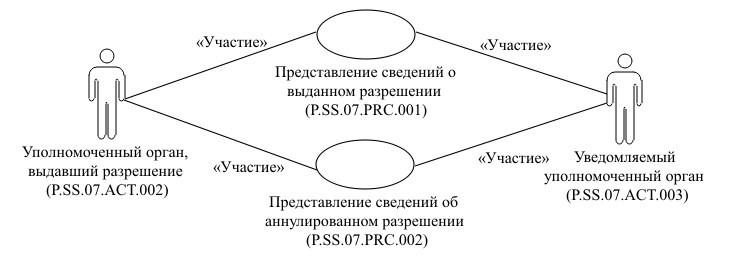 «Участие»
«Участие»
Представление сведений о
выданном разрешении
(P.SS.07.PRC.001)
Уполномоченный орган,
выдавший разрешение
(P.SS.07.ACT.002)
«Участие»
«Участие»
Уведомляемый
уполномоченный орган
(P.SS.07.ACT.003)
Представление сведений об
аннулированном разрешении
(P.SS.07.PRC.002)